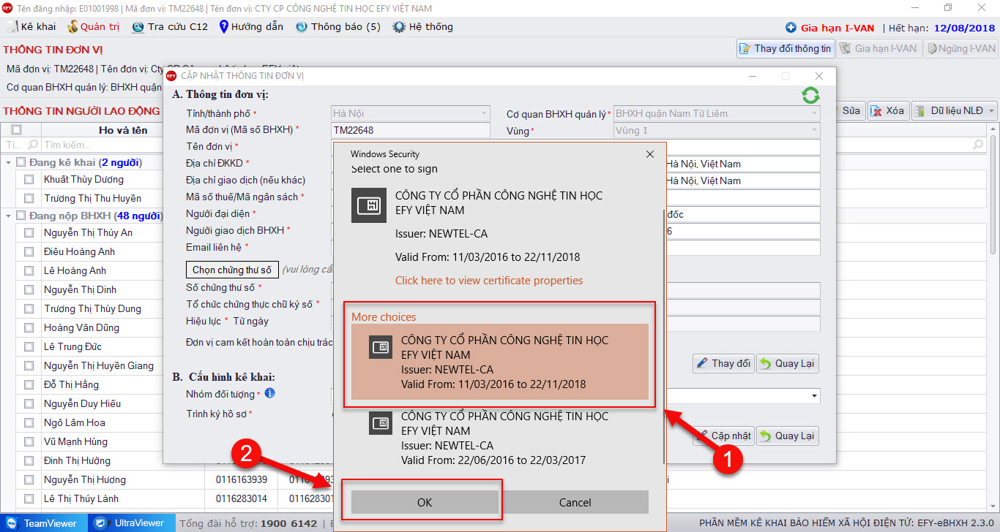 EFY Tên đăng nhập: E01001998 | Mã đơn vị: TM22648 | Tên đơn vị: CTY CP CÔNG NGHỆ TIN HỌC EFY VIỆT NAM
Kê khai Quản trị Tra cứu C12 Hướng dẫn Thông báo (5) Hệ thống Gia hạn I-VAN | Hết hạn: 12/08/2018
THÔNG TIN ĐƠN VỊ
Thay đổi thông tin Gia hạn I-VAN Ngừng I-VAN
Mã đơn vị: TM22648 | Tên đơn vị: Cty
Cơ quan BHXH quản lý: BHXH quận
THÔNG TIN NGƯỜI LAO ĐỘNG
Sửa Xóa Dữ liệu NLĐ
Họ và tên
Ti... Tìm kiếm...
Đang kê khai (2 người)
Khuất Thùy Dương
Trương Thị Thu Huyền
Đang nộp BHXH (48 người)
Nguyễn Thị Thúy An
Điêu Hoàng Anh
Lê Hoàng Anh
Nguyễn Thị Dinh
Trương Thị Thùy Dung
Hoàng Văn Dũng
Lê Trung Đức
Nguyễn Thị Huyền Giang
Đỗ Thị Hằng
Nguyễn Duy Hiếu
Ngô Lâm Hoa
Vũ Mạnh Hùng
Đinh Thị Hưởng
Nguyễn Thị Hương 0116163939
Lê Thị Thúy Lành 0116283014 011628301
EFY CẬP NHẬT THÔNG TIN ĐƠN VỊ
A. Thông tin đơn vị:
Tỉnh/thành phố * Hà Nội Cơ quan BHXH quản lý * BHXH quận Nam Từ Liêm
Mã đơn vị (Mã số BHXH) * TM22648 Vùng * Vùng I
Tên đơn vị *
Địa chỉ ĐKKD * Hà Nội, Việt Nam
Địa chỉ giao dịch (nếu khác) Hà Nội, Việt Nam
Mã số thuế/Mã ngân sách *
Người đại diện * đốc
Người giao dịch BHXH * 6
Email liên hệ *
Chọn chứng thư số (vui lòng
Số chứng thư số *
Tổ chức chứng thực chữ ký số *
Hiệu lực * Từ ngày
Đơn vị cam kết hoàn toàn chịu trác
Thay đổi Quay Lại
B. Cấu hình kê khai:
Nhóm đối tượng *
Trình ký hồ sơ *
Cập nhật Quay Lại
Windows Security
Select one to sign
CÔNG TY CỔ PHẦN CÔNG NGHỆ TIN HỌC
EFY VIỆT NAM
Issuer: NEWTEL-CA
Valid From: 11/03/2016 to 22/11/2018
Click here to view certificate properties
More choices
CÔNG TY CỔ PHẦN CÔNG NGHỆ TIN HỌC
EFY VIỆT NAM
Issuer: NEWTEL-CA
Valid From: 11/03/2016 to 22/11/2018
CÔNG TY CỔ PHẦN CÔNG NGHỆ TIN HỌC
EFY VIỆT NAM
Issuer: NEWTEL-CA
Valid From: 22/06/2016 to 22/03/2017
OK Cancel
1
2
TeamViewer UltraViewer Tổng đài hỗ trợ: 1900 6142 | PHẦN MỀM KÊ KHAI BẢO HIỂM XÃ HỘI ĐIỆN TỬ: EFY-eBHXH 2.3.0